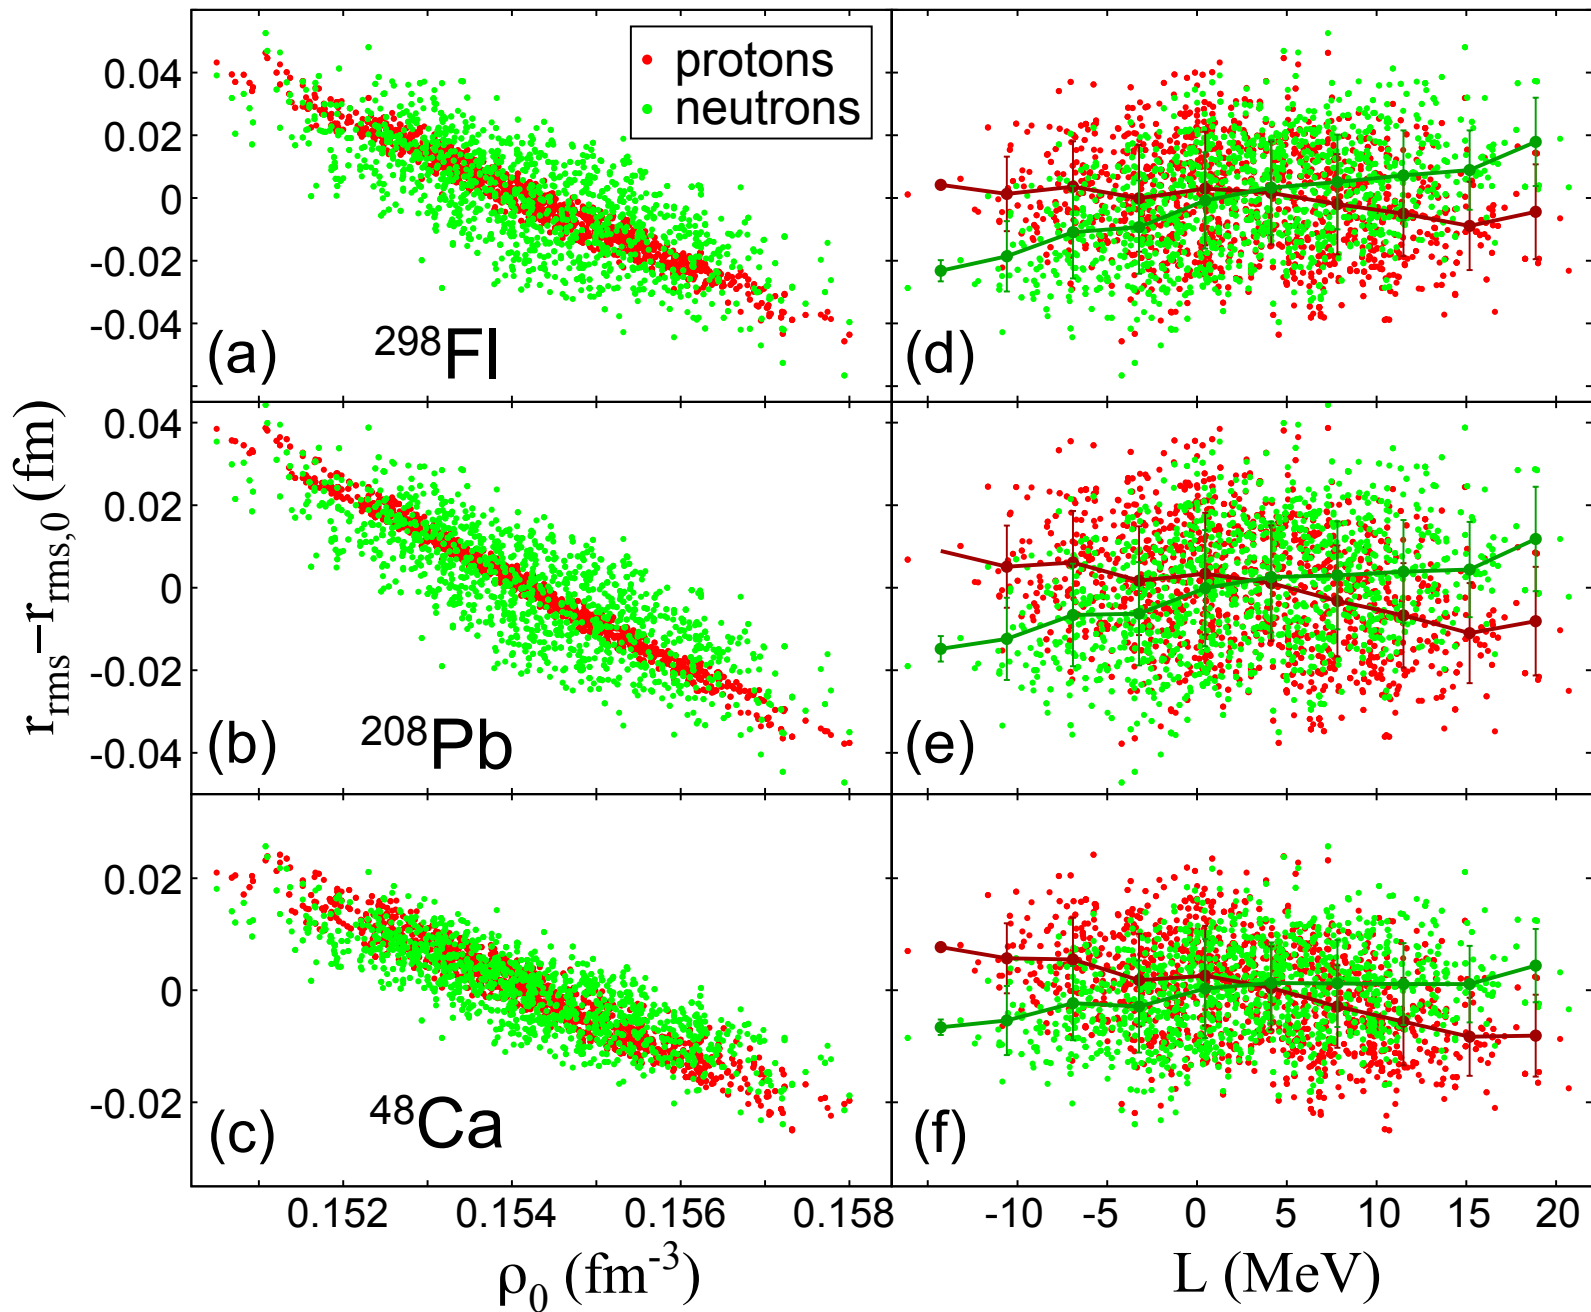 r_rms−r_rms,0 (fm)
0.04
0.02
0
-0.02
-0.04
protons
neutrons
(a) ²⁹⁸Fl
(d)
0.04
0.02
0
-0.02
-0.04
(b) ²⁰⁸Pb
(e)
0.02
0
-0.02
(c) ⁴⁸Ca
(f)
0.152 0.154 0.156 0.158
-10 -5 0 5 10 15 20
ρ₀ (fm⁻³)
L (MeV)